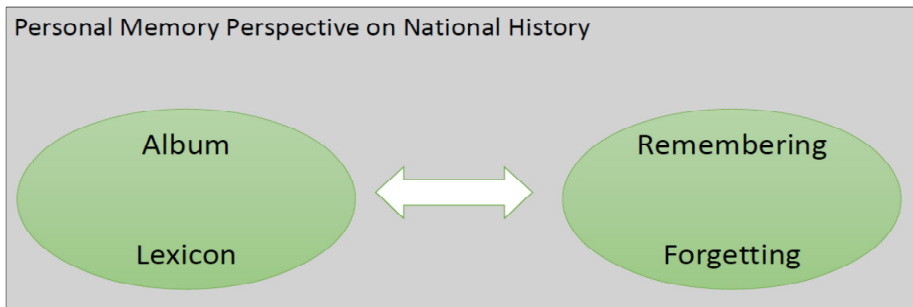 Personal Memory Perspective on National History
Album
Lexicon
Remembering
Forgetting